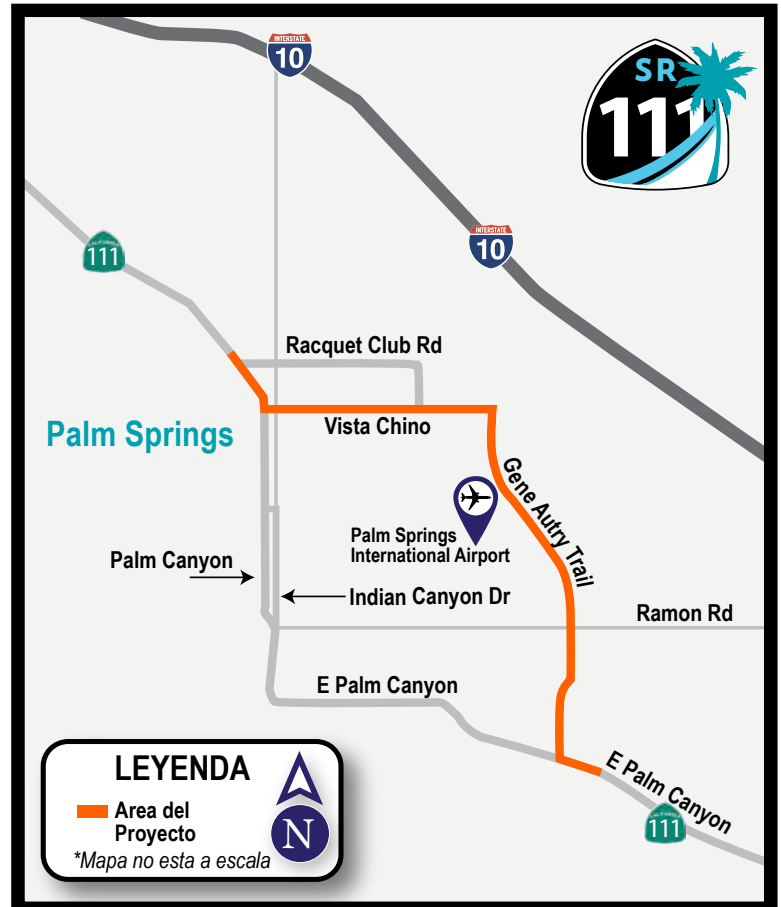 INTERSTATE
10
SR
111
INTERSTATE
10
CALIFORNIA
111
Racquet Club Rd
Palm Springs
Vista Chino
Gene Autry Trail
Palm Springs
International Airport
Palm Canyon
Indian Canyon Dr
Ramon Rd
E Palm Canyon
E Palm Canyon
CALIFORNIA
111
LEYENDA
Area del
Proyecto
*Mapa no esta a escala
N